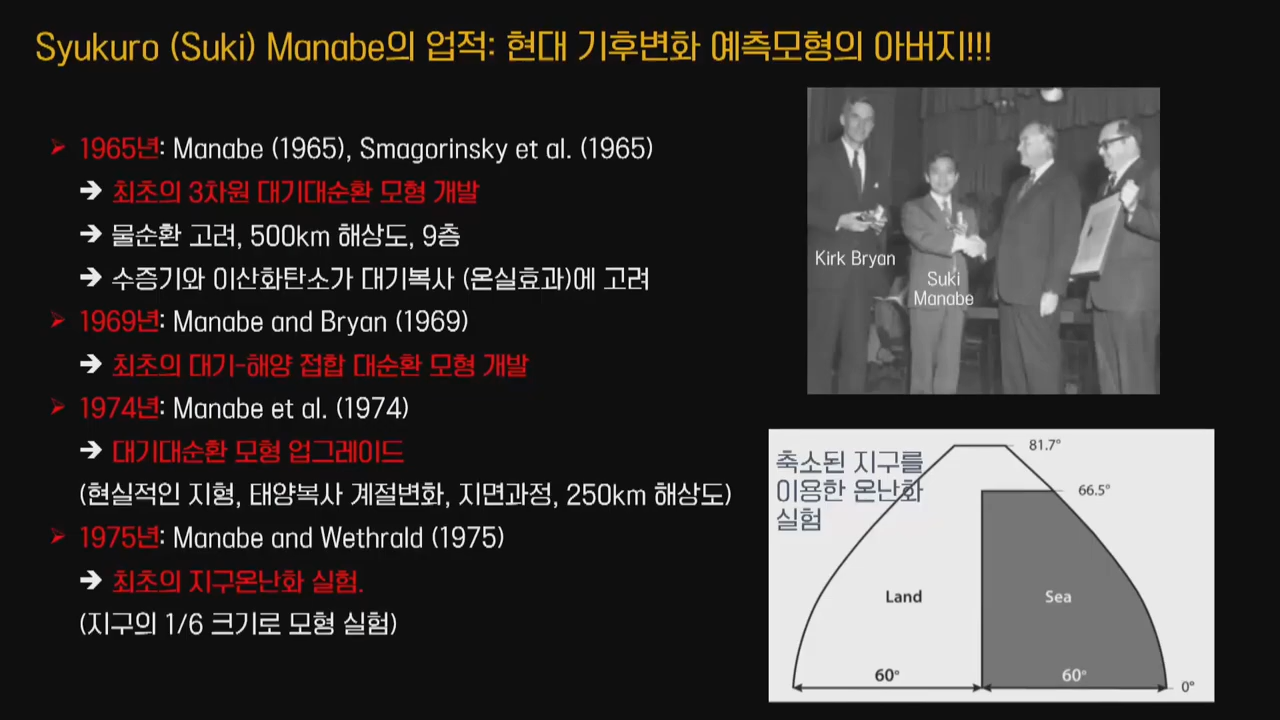 Syukuro (Suki) Manabe의 업적: 현대 기후변화 예측모형의 아버지!!!
➢ 1965년: Manabe (1965), Smagorinsky et al. (1965)
➔ 최초의 3차원 대기대순환 모형 개발
➔ 물순환 고려, 500km 해상도, 9층
➔ 수증기와 이산화탄소가 대기복사 (온실효과)에 고려
➢ 1969년: Manabe and Bryan (1969)
➔ 최초의 대기-해양 접합 대순환 모형 개발
➢ 1974년: Manabe et al. (1974)
➔ 대기대순환 모형 업그레이드
(현실적인 지형, 태양복사 계절변화, 지면과정, 250km 해상도)
➢ 1975년: Manabe and Wethrald (1975)
➔ 최초의 지구온난화 실험.
(지구의 1/6 크기로 모형 실험)
Kirk Bryan
Suki
Manabe
축소된 지구를
이용한 온난화
실험
81.7°
66.5°
Land
Sea
60°
60°
0°